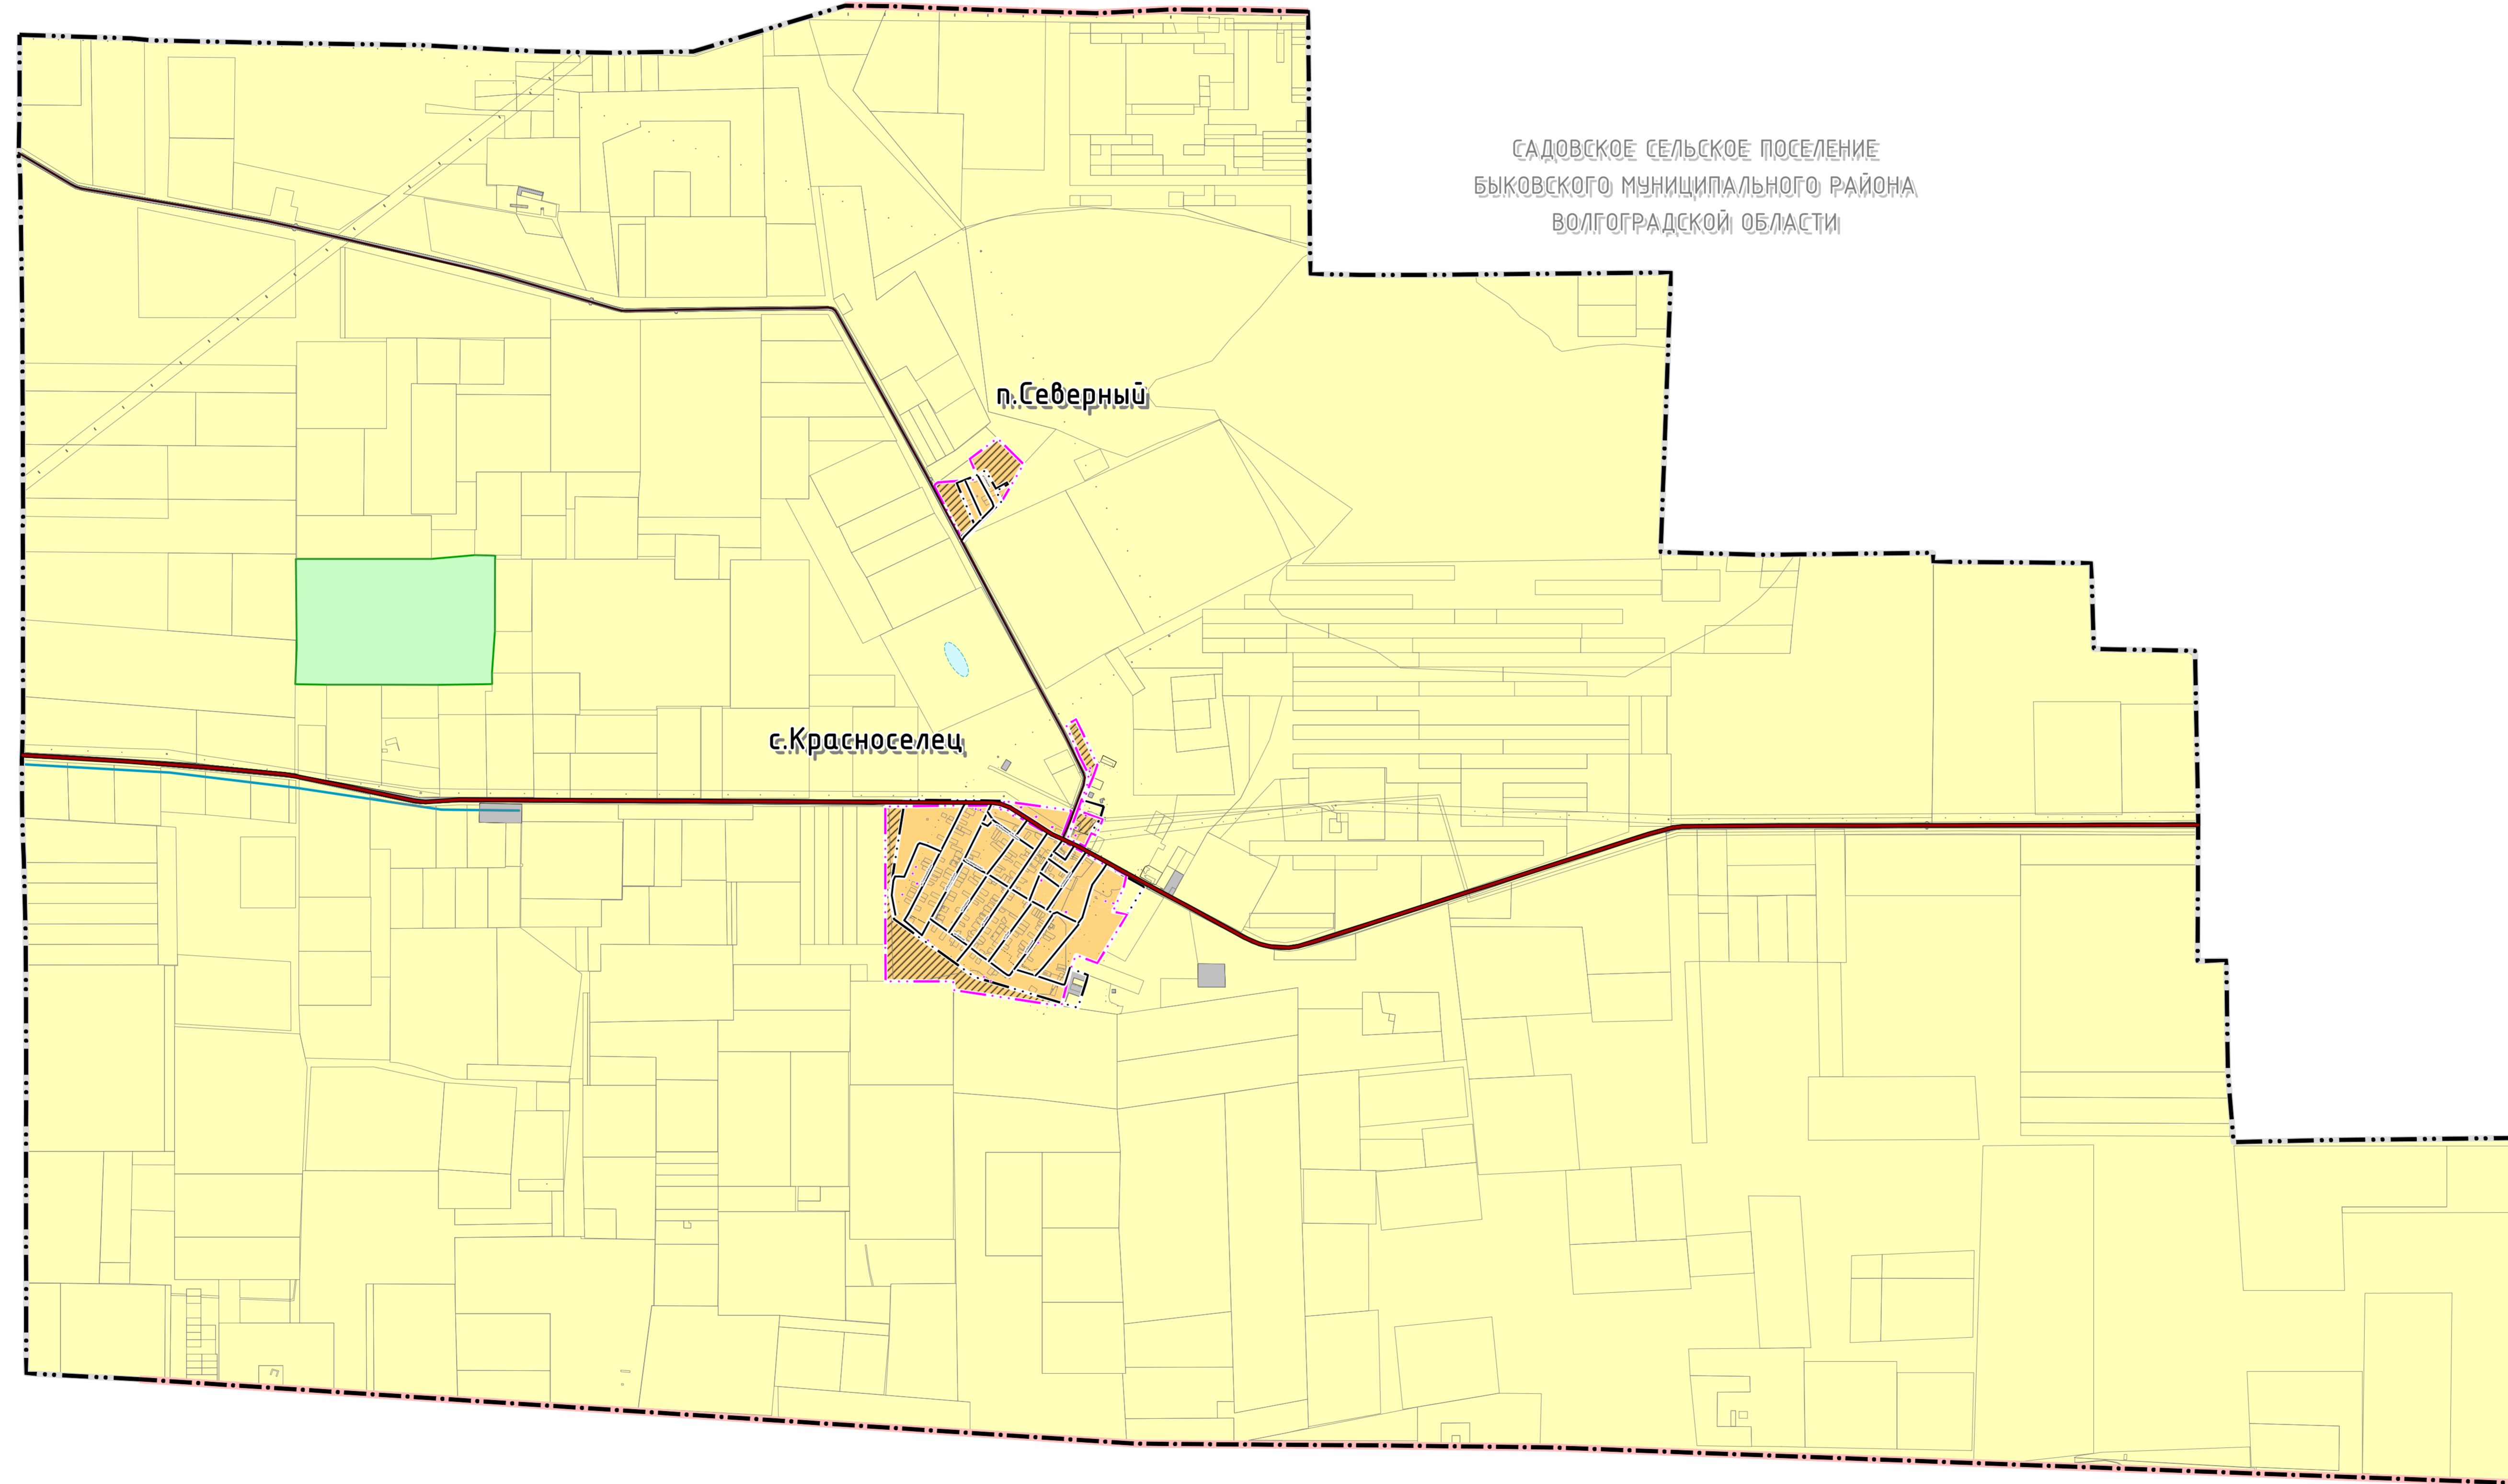 САДОВСКОЕ СЕЛЬСКОЕ ПОСЕЛЕНИЕ
БЫКОВСКОГО МУНИЦИПАЛЬНОГО РАЙОНА
ВОЛГОГРАДСКОЙ ОБЛАСТИ
п.Северный
с.Красноселец